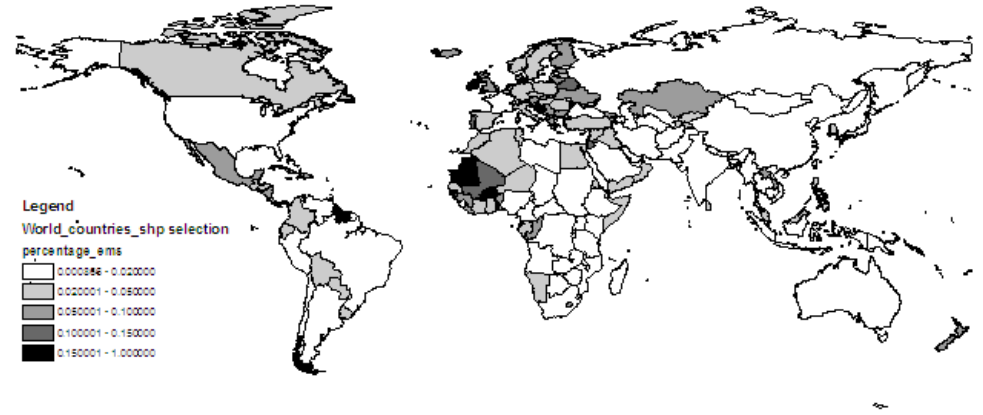 Legend
World_countries_shp selection
percentage_ems
0.000868 - 0.020000
0.020001 - 0.050000
0.050001 - 0.100000
0.100001 - 0.150000
0.150001 - 1.000000